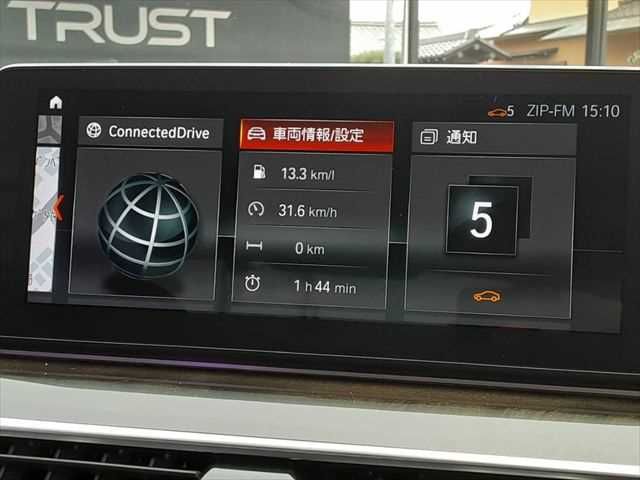 TRUST
5 ZIP-FM 15:10
ConnectedDrive
車両情報/設定
13.3 km/l
31.6 km/h
0 km
1 h 44 min
通知
5